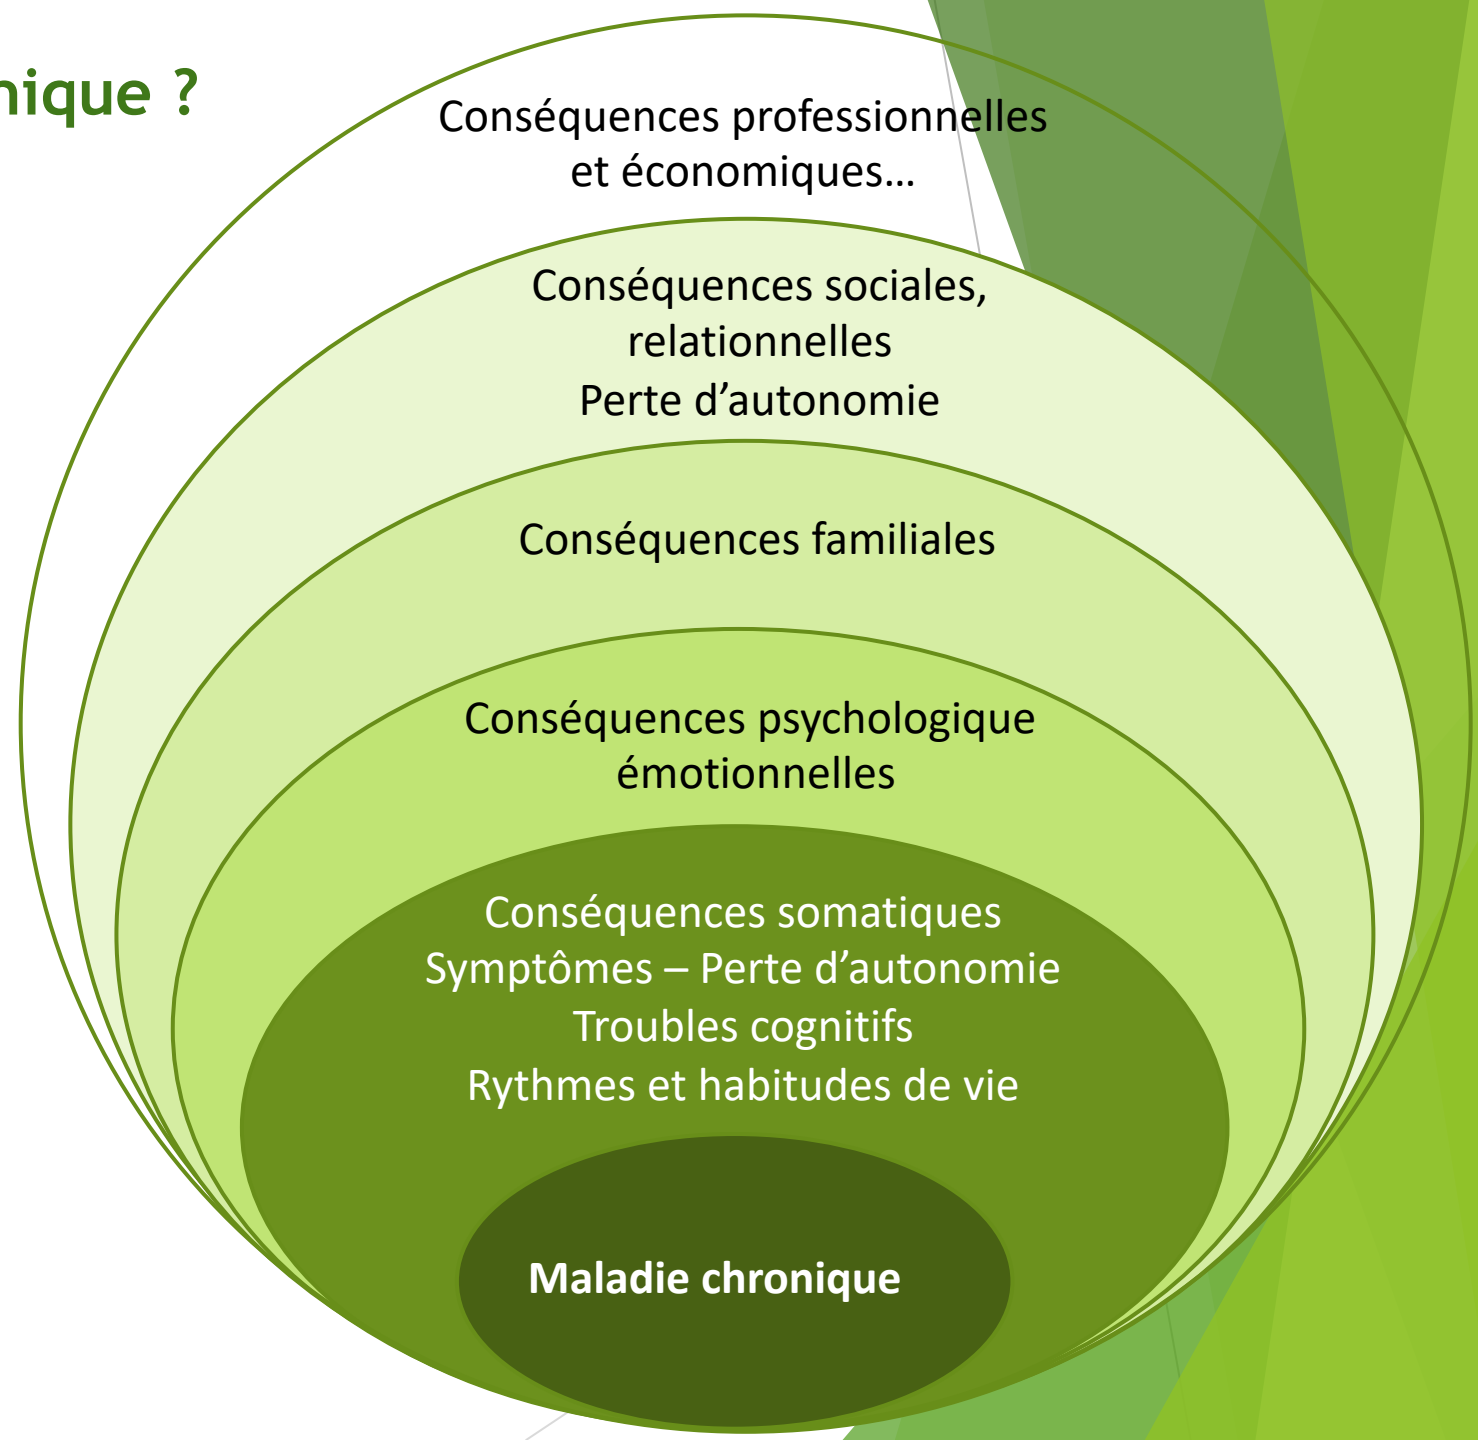 nique ?
Conséquences professionnelles
et économiques...
Conséquences sociales,
relationnelles
Perte d’autonomie
Conséquences familiales
Conséquences psychologique
émotionnelles
Conséquences somatiques
Symptômes – Perte d’autonomie
Troubles cognitifs
Rythmes et habitudes de vie
Maladie chronique